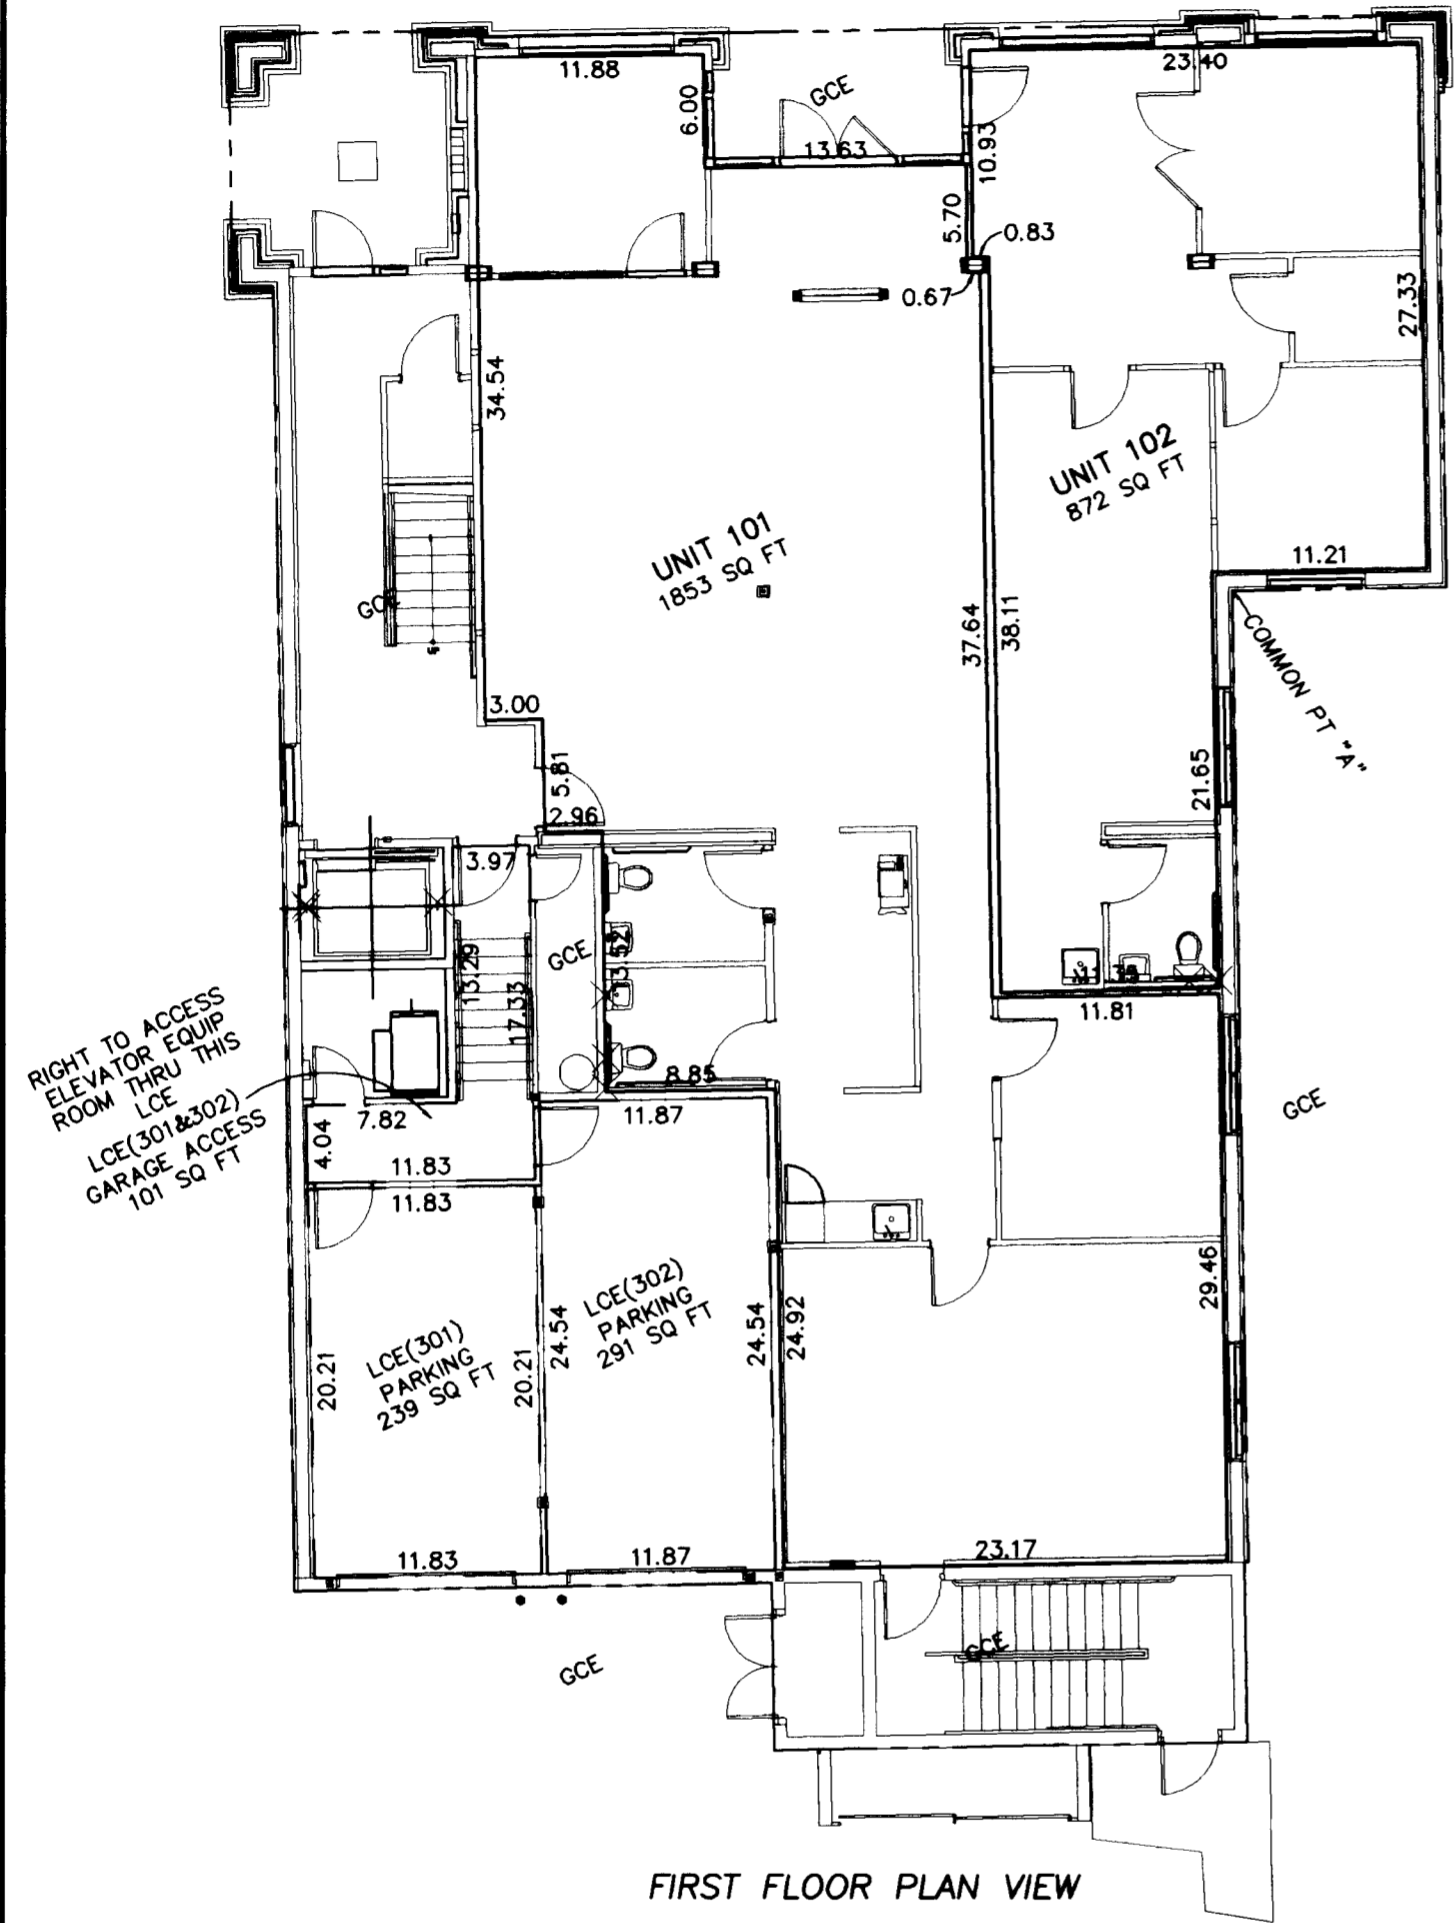 11.88
23.40
GCE
6.00
13.63
10.93
5.70
0.83
0.67
27.33
34.54
UNIT 102
872 SQ FT
UNIT 101
1853 SQ FT
11.21
GCE
37.64
38.11
COMMON PT "A"
UP
3.00
5.81
21.65
2.96
3.97
GCE
13.29
17.33
RIGHT TO ACCESS
ELEVATOR EQUIP
ROOM THRU THIS
LCE
LCE(301&302)
GARAGE ACCESS
101 SQ FT
8.85
11.81
GCE
7.82
11.87
4.04
11.83
11.83
29.46
LCE(302)
PARKING
291 SQ FT
24.54
24.54
24.92
LCE(301)
PARKING
239 SQ FT
20.21
20.21
11.83
11.87
23.17
GCE
GCE
FIRST FLOOR PLAN VIEW